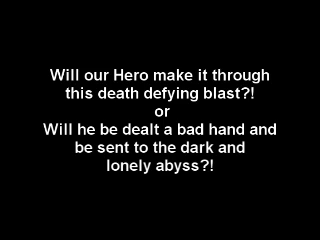 Will our Hero make it through
this death defying blast?!
or
Will he be dealt a bad hand and
be sent to the dark and
lonely abyss?!